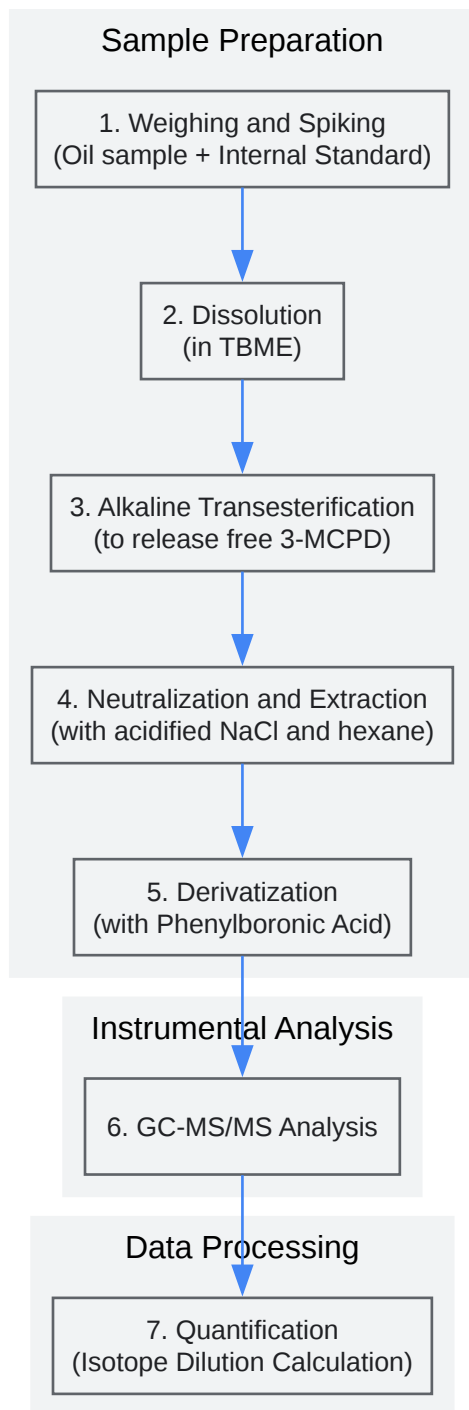 Sample Preparation
1. Weighing and Spiking
(Oil sample + Internal Standard)
2. Dissolution
(in TBME)
3. Alkaline Transesterification
(to release free 3-MCPD)
4. Neutralization and Extraction
(with acidified NaCl and hexane)
5. Derivatization
(with Phenylboronic Acid)
Instrumental Analysis
6. GC-MS/MS Analysis
Data Processing
7. Quantification
(Isotope Dilution Calculation)